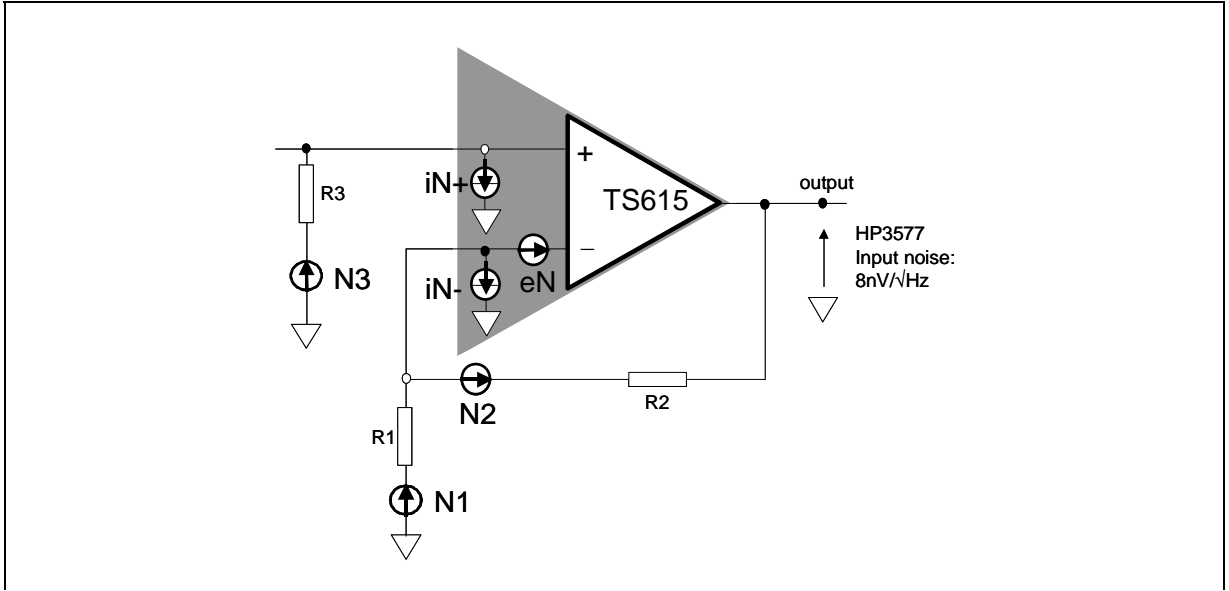 +
iN+
R3
TS615
output
N3
−
iN-
eN
HP3577
Input noise:
8nV/√Hz
N2
R2
R1
N1